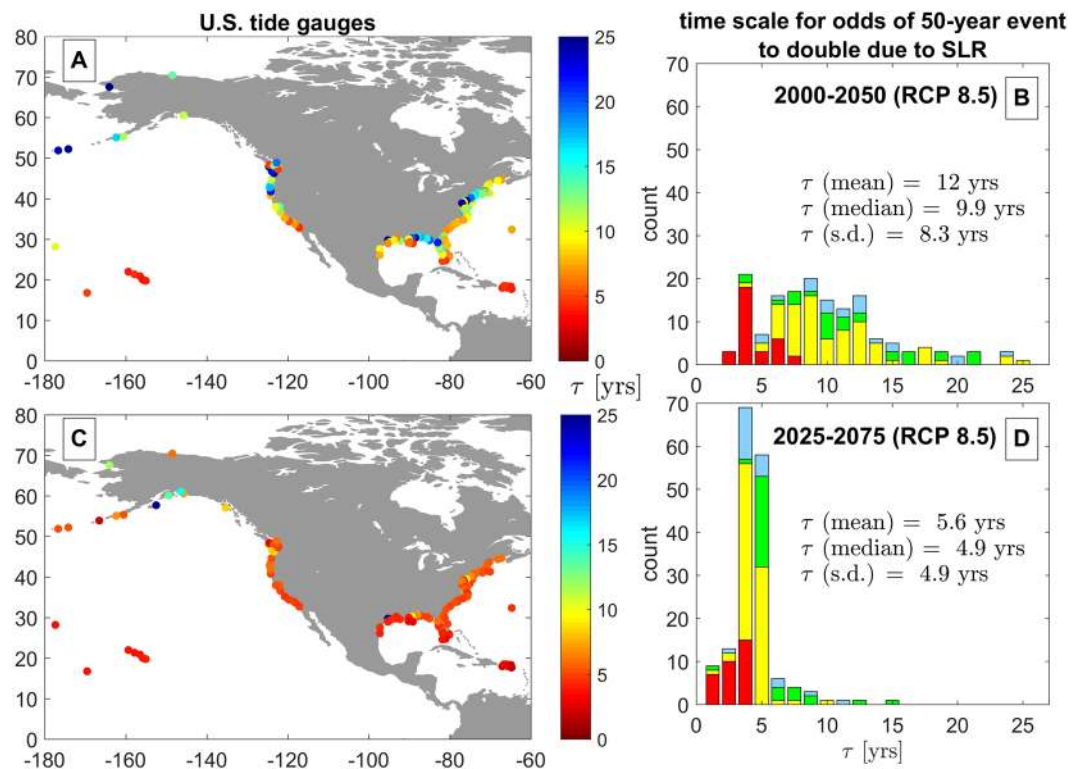 U.S. tide gauges
time scale for odds of 50-year event
to double due to SLR
A
80
70
60
50
40
30
20
10
0
-180 -160 -140 -120 -100 -80 -60
25
20
15
10
5
0
τ [yrs]
B
2000-2050 (RCP 8.5)
τ (mean) = 12 yrs
τ (median) = 9.9 yrs
τ (s.d.) = 8.3 yrs
count
70
60
50
40
30
20
10
0
0 5 10 15 20 25
C
80
70
60
50
40
30
20
10
0
-180 -160 -140 -120 -100 -80 -60
25
20
15
10
5
0
2025-2075 (RCP 8.5) D
τ (mean) = 5.6 yrs
τ (median) = 4.9 yrs
τ (s.d.) = 4.9 yrs
count
70
60
50
40
30
20
10
0
0 5 10 15 20 25
τ [yrs]